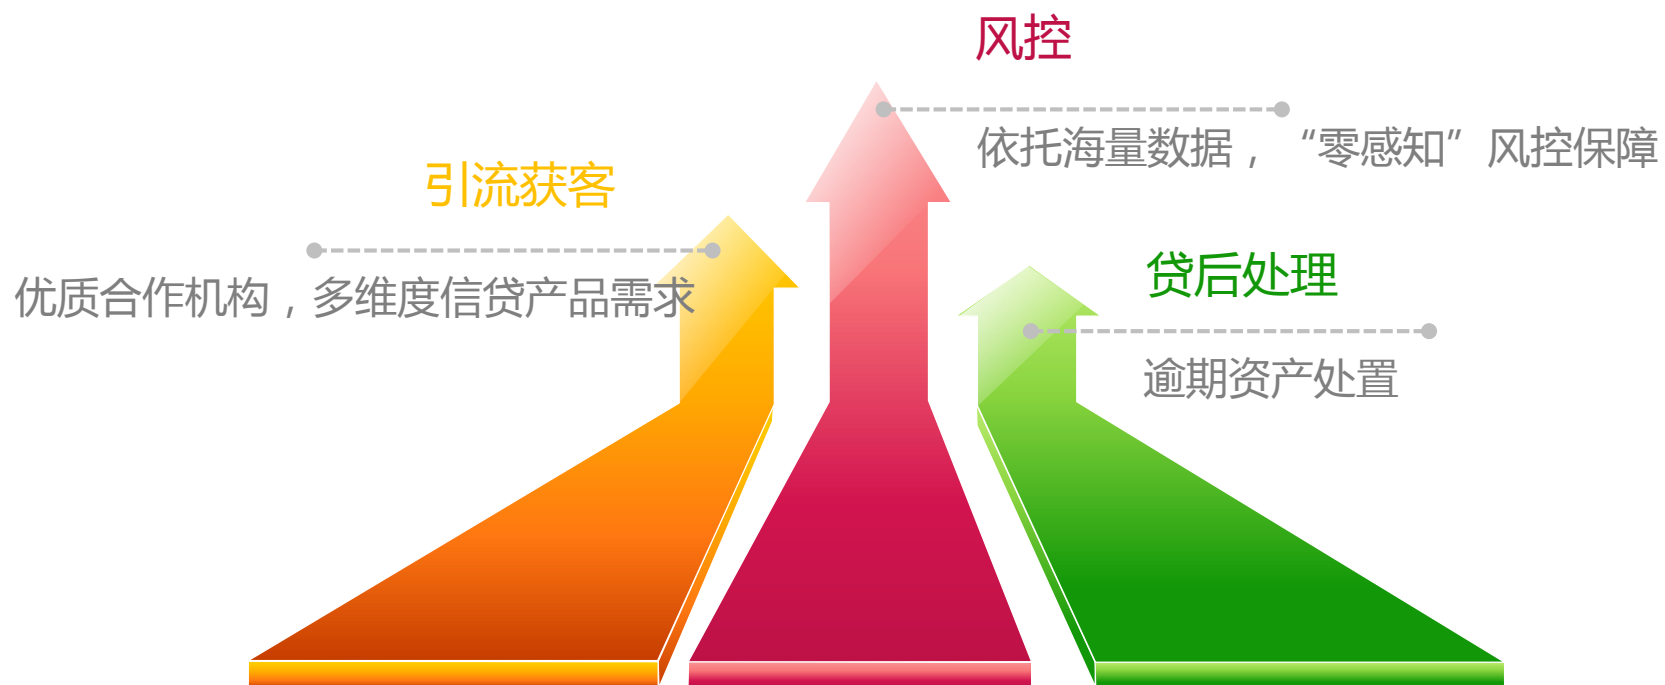 风控
依托海量数据，“零感知”风控保障
引流获客
优质合作机构，多维度信贷产品需求
贷后处理
逾期资产处置